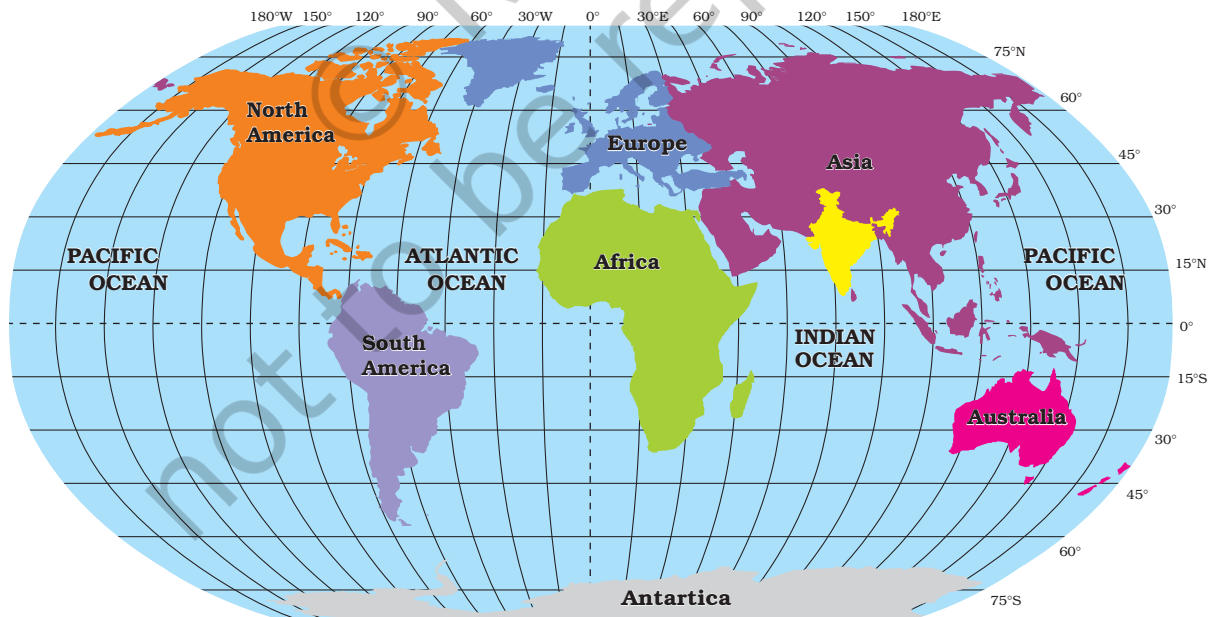 180°W 150° 120° 90° 60° 30°W 0° 30°E 60° 90° 120° 150° 180°E
75°N
60°
45°
30°
15°N
0°
15°S
30°
45°
60°
75°S
North
America
Europe
Asia
PACIFIC
OCEAN
ATLANTIC
OCEAN
Africa
PACIFIC
OCEAN
South
America
INDIAN
OCEAN
Australia
Antartica
©
not to be re